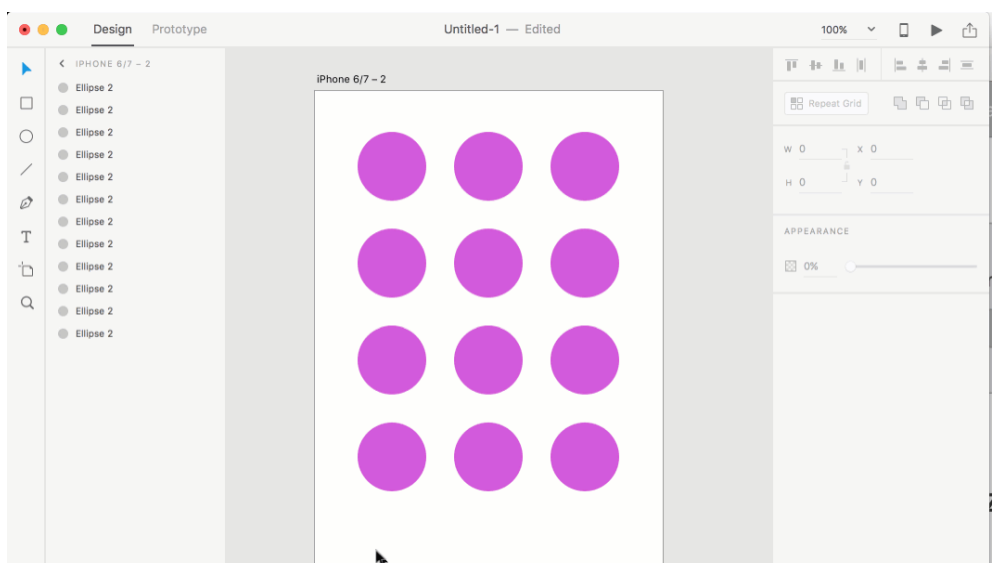 Design Prototype Untitled-1 — Edited 100%
IPHONE 6/7 – 2
Ellipse 2
Ellipse 2
Ellipse 2
Ellipse 2
Ellipse 2
Ellipse 2
Ellipse 2
Ellipse 2
Ellipse 2
Ellipse 2
Ellipse 2
Ellipse 2
T
iPhone 6/7 – 2
Repeat Grid
W 0 X 0
H 0 Y 0
APPEARANCE
0%